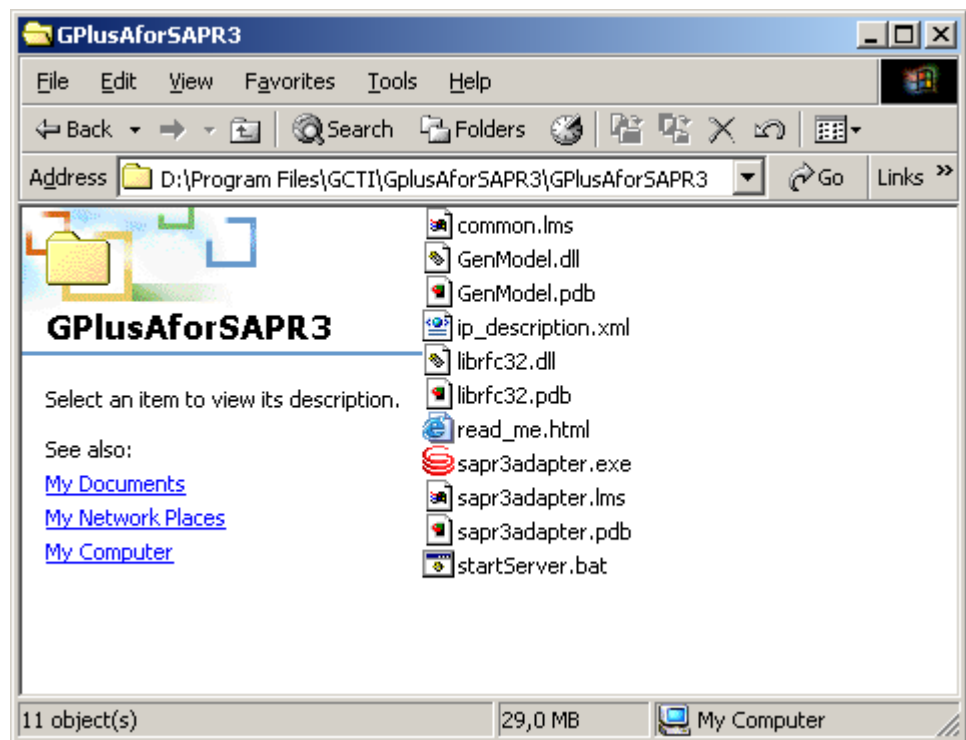 GPlusAforSAPR3
File Edit View Favorites Tools Help
Back Search Folders
Address D:\Program Files\GCTI\GplusAforSAPR3\GPlusAforSAPR3 Go Links »
GPlusAforSAPR3
Select an item to view its description.
See also:
My Documents
My Network Places
My Computer
common.lms
GenModel.dll
GenModel.pdb
ip_description.xml
librfc32.dll
librfc32.pdb
read_me.html
sapr3adapter.exe
sapr3adapter.lms
sapr3adapter.pdb
startServer.bat
11 object(s) 29,0 MB My Computer